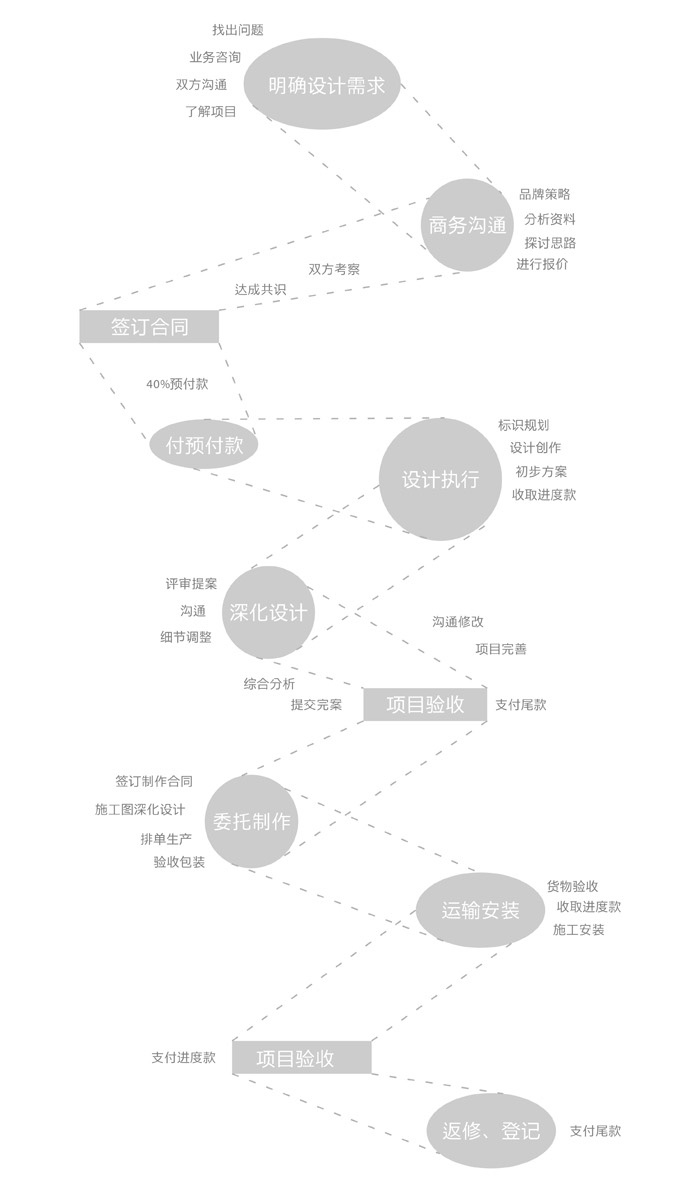 找出问题
业务咨询
双方沟通
了解项目
明确设计需求
商务沟通
品牌策略
分析资料
探讨思路
进行报价
双方考察
达成共识
签订合同
40%预付款
付预付款
设计执行
标识规划
设计创作
初步方案
收取进度款
评审提案
沟通
细节调整
深化设计
沟通修改
项目完善
综合分析
提交完案
项目验收
支付尾款
签订制作合同
施工图深化设计
排单生产
验收包装
委托制作
运输安装
货物验收
收取进度款
施工安装
支付进度款
项目验收
返修、登记
支付尾款